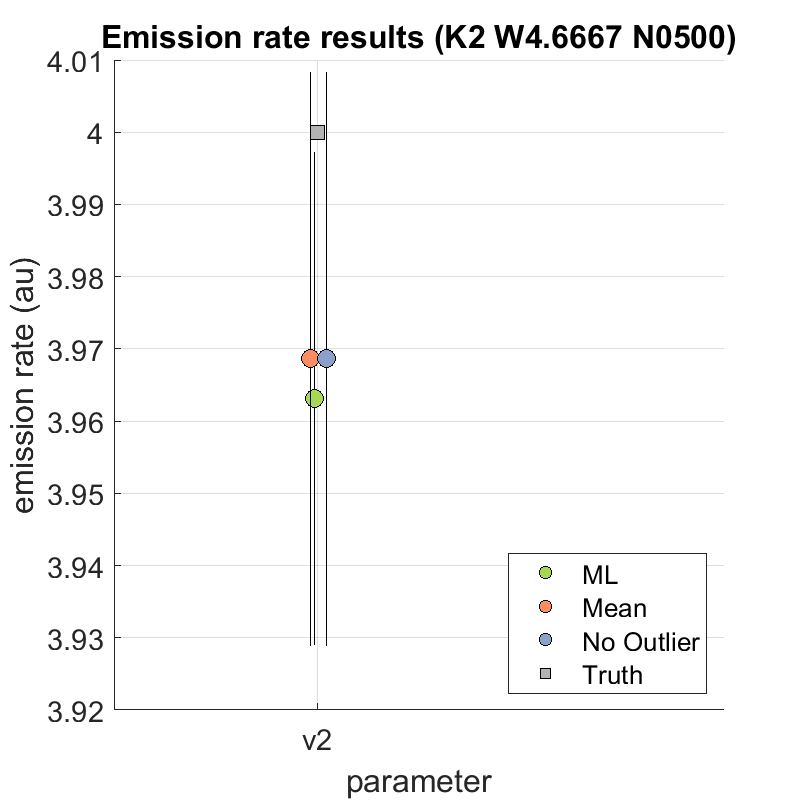 Emission rate results (K2 W4.6667 N0500)
4.01
4
3.99
3.98
3.97
3.96
3.95
3.94
3.93
3.92
emission rate (au)
ML
Mean
No Outlier
Truth
v2
parameter